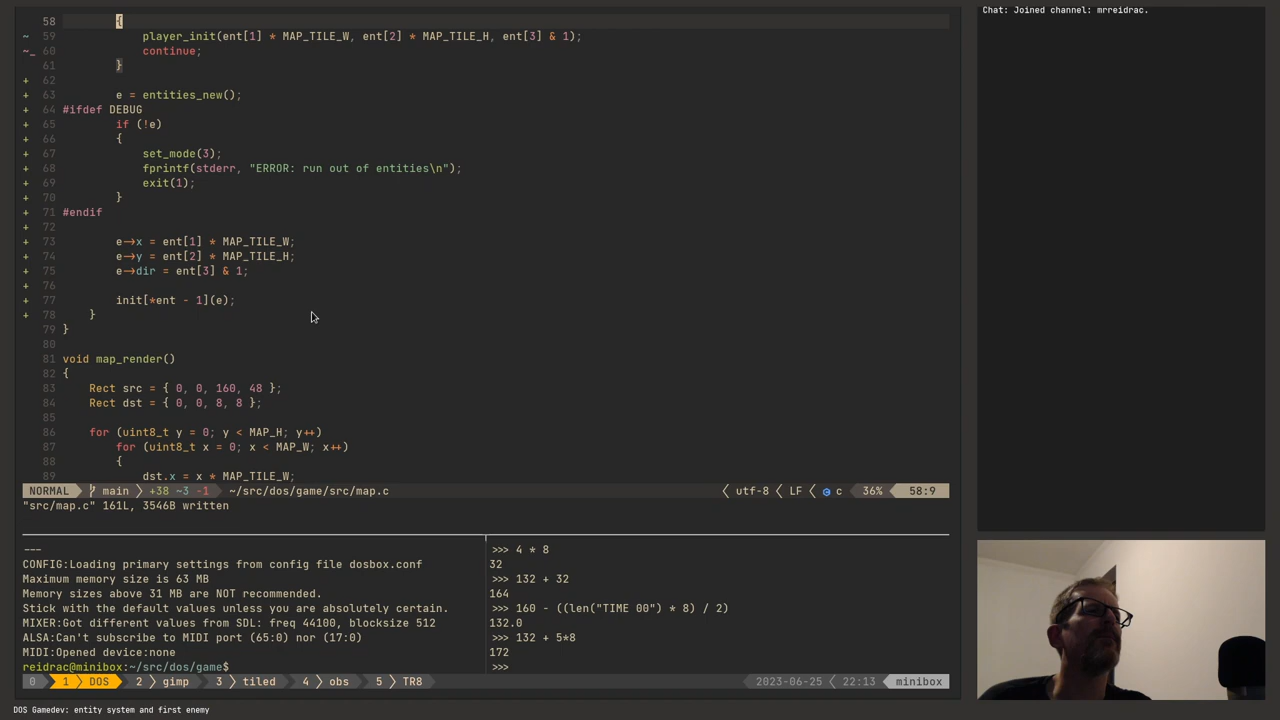 58         {
~  59             player_init(ent[1] * MAP_TILE_W, ent[2] * MAP_TILE_H, ent[3] & 1);
~_ 60             continue;
61         }
+  62
+  63         e = entities_new();
+  64 #ifdef DEBUG
+  65         if (!e)
+  66         {
+  67             set_mode(3);
+  68             fprintf(stderr, "ERROR: run out of entities\n");
+  69             exit(1);
+  70         }
+  71 #endif
+  72
+  73         e->x = ent[1] * MAP_TILE_W;
+  74         e->y = ent[2] * MAP_TILE_H;
+  75         e->dir = ent[3] & 1;
+  76
+  77         init[*ent - 1](e);
+  78     }
79 }
80
81 void map_render()
82 {
83     Rect src = { 0, 0, 160, 48 };
84     Rect dst = { 0, 0, 8, 8 };
85
86     for (uint8_t y = 0; y < MAP_H; y++)
87         for (uint8_t x = 0; x < MAP_W; x++)
88         {
89             dst.x = x * MAP_TILE_W;
NORMAL main +38 ~3 -1 ~/src/dos/game/src/map.c utf-8 LF c 36% 58:9
"src/map.c" 161L, 3546B written
---
CONFIG:Loading primary settings from config file dosbox.conf
Maximum memory size is 63 MB
Memory sizes above 31 MB are NOT recommended.
Stick with the default values unless you are absolutely certain.
MIXER:Got different values from SDL: freq 44100, blocksize 512
ALSA:Can't subscribe to MIDI port (65:0) nor (17:0)
MIDI:Opened device:none
reidrac@minibox:~/src/dos/game$
>>> 4 * 8
32
>>> 132 + 32
164
>>> 160 - ((len("TIME 00") * 8) / 2)
132.0
>>> 132 + 5*8
172
>>>
0 1 DOS 2 gimp 3 tiled 4 obs 5 TR8 2023-06-25 22:13 minibox
Chat: Joined channel: mrreidrac.
DOS Gamedev: entity system and first enemy